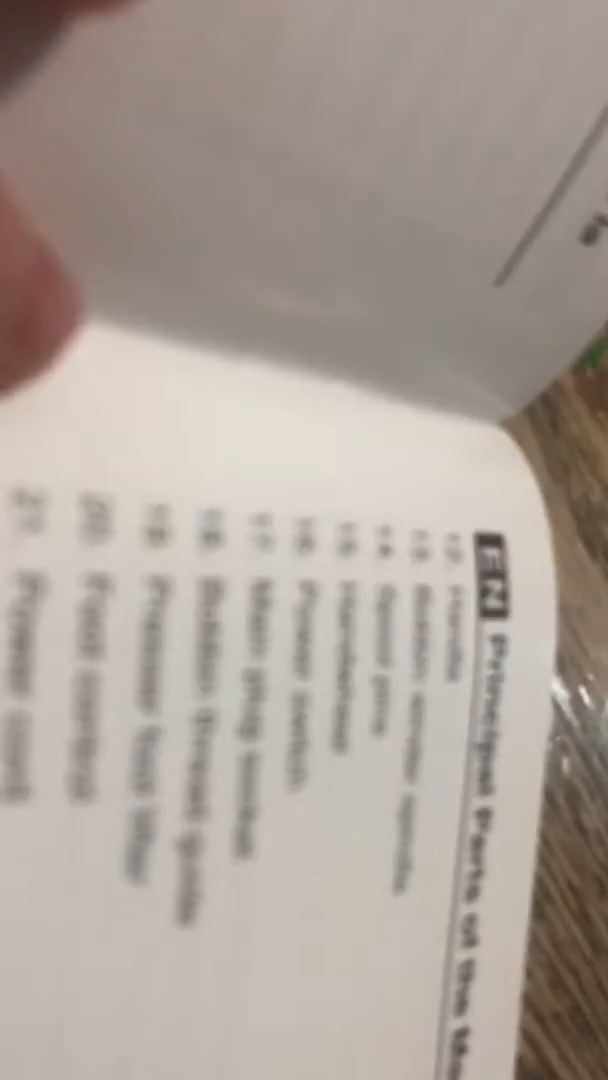 EN Principal Parts of the
12. Handle
13. Bobbin winder spindle
14. Spool pins
15. Handwheel
16. Power switch
17. Main plug socket
18. Bobbin thread guide
19. Presser foot lifter
20. Foot control
21. Power cord